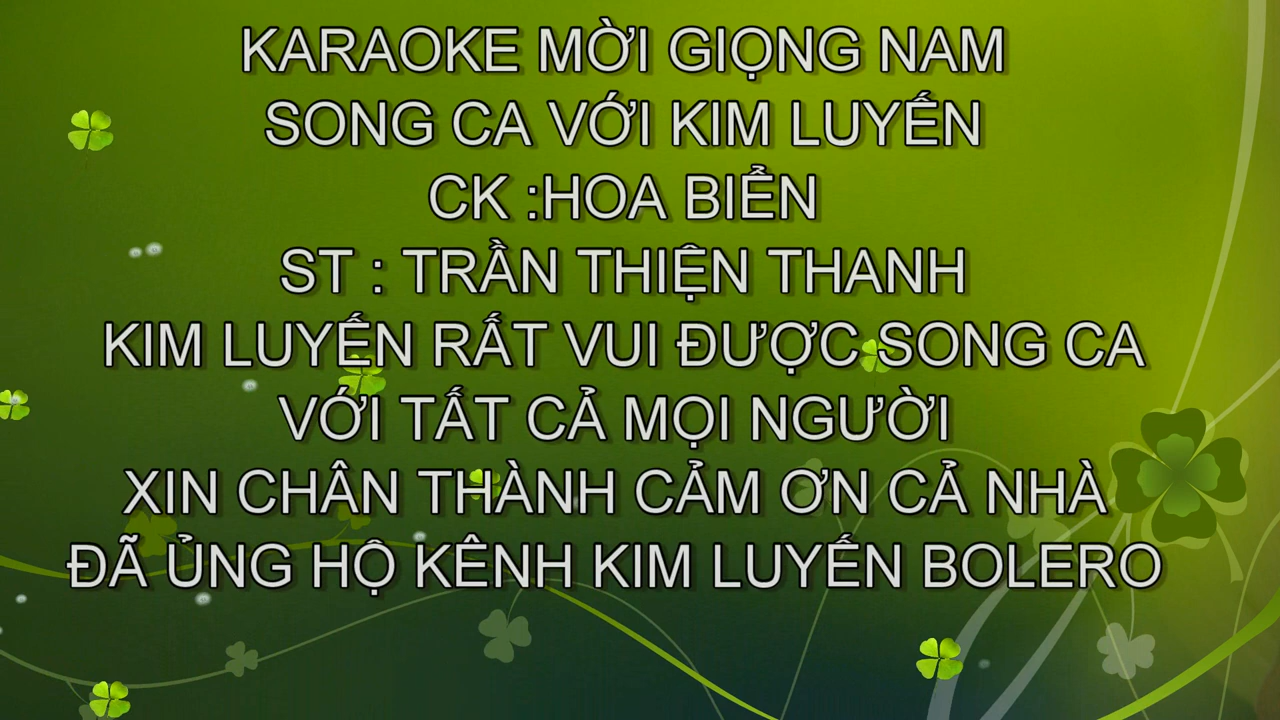 KARAOKE MỜI GIỌNG NAM
SONG CA VỚI KIM LUYẾN
CK :HOA BIỂN
ST : TRẦN THIỆN THANH
KIM LUYẾN RẤT VUI ĐƯỢC SONG CA
VỚI TẤT CẢ MỌI NGƯỜI
XIN CHÂN THÀNH CẢM ƠN CẢ NHÀ
ĐÃ ỦNG HỘ KÊNH KIM LUYẾN BOLERO